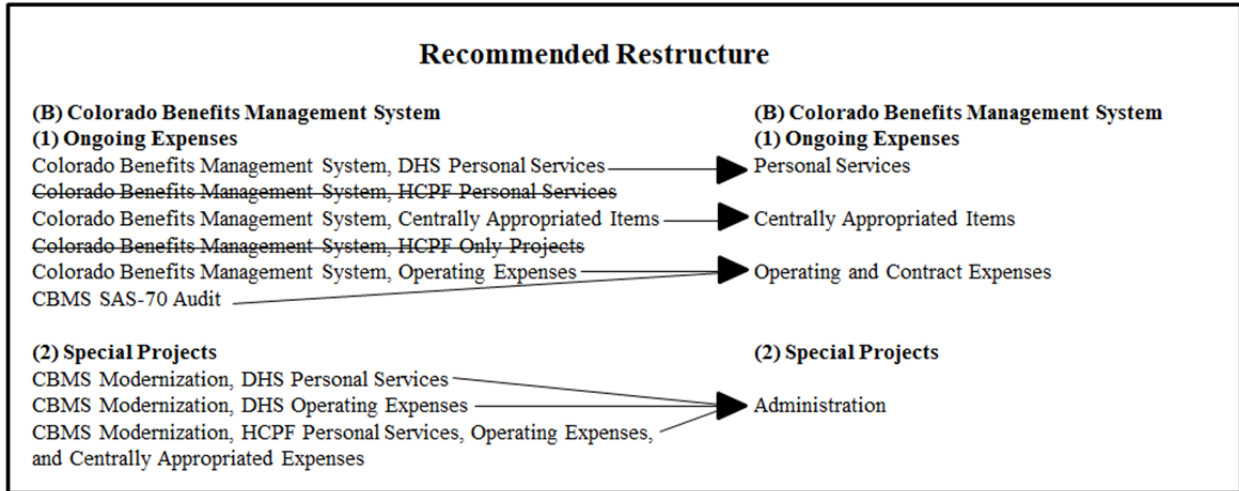 Recommended Restructure
(B) Colorado Benefits Management System
(1) Ongoing Expenses
Colorado Benefits Management System, DHS Personal Services
Colorado Benefits Management System, HCPF Personal Services
Colorado Benefits Management System, Centrally Appropriated Items
Colorado Benefits Management System, HCPF Only Projects
Colorado Benefits Management System, Operating Expenses
CBMS SAS-70 Audit
(2) Special Projects
CBMS Modernization, DHS Personal Services
CBMS Modernization, DHS Operating Expenses
CBMS Modernization, HCPF Personal Services, Operating Expenses,
and Centrally Appropriated Expenses
(B) Colorado Benefits Management System
(1) Ongoing Expenses
Personal Services
Centrally Appropriated Items
Operating and Contract Expenses
(2) Special Projects
Administration